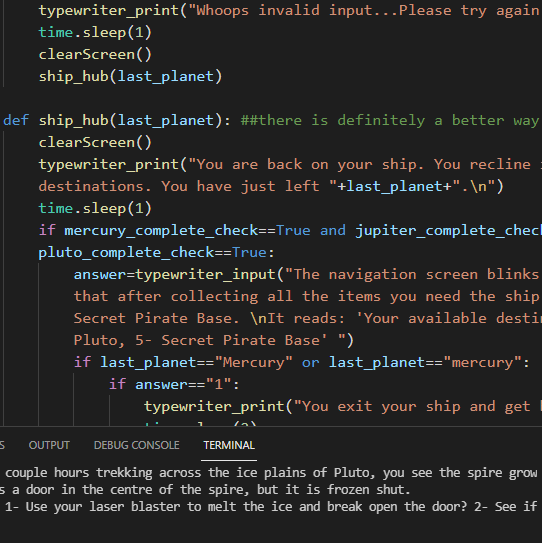 typewriter_print("Whoops invalid input...Please try again
time.sleep(1)
clearScreen()
ship_hub(last_planet)
def ship_hub(last_planet): ##there is definitely a better way
clearScreen()
typewriter_print("You are back on your ship. You recline
destinations. You have just left "+last_planet+".\n")
time.sleep(1)
if mercury_complete_check==True and jupiter_complete_chec
pluto_complete_check==True:
answer=typewriter_input("The navigation screen blinks
that after collecting all the items you need the ship
Secret Pirate Base. \nIt reads: 'Your available desti
Pluto, 5- Secret Pirate Base' ")
if last_planet=="Mercury" or last_planet=="mercury":
if answer=="1":
typewriter_print("You exit your ship and get
S OUTPUT DEBUG CONSOLE TERMINAL
couple hours trekking across the ice plains of Pluto, you see the spire grow
s a door in the centre of the spire, but it is frozen shut.
1- Use your laser blaster to melt the ice and break open the door? 2- See if